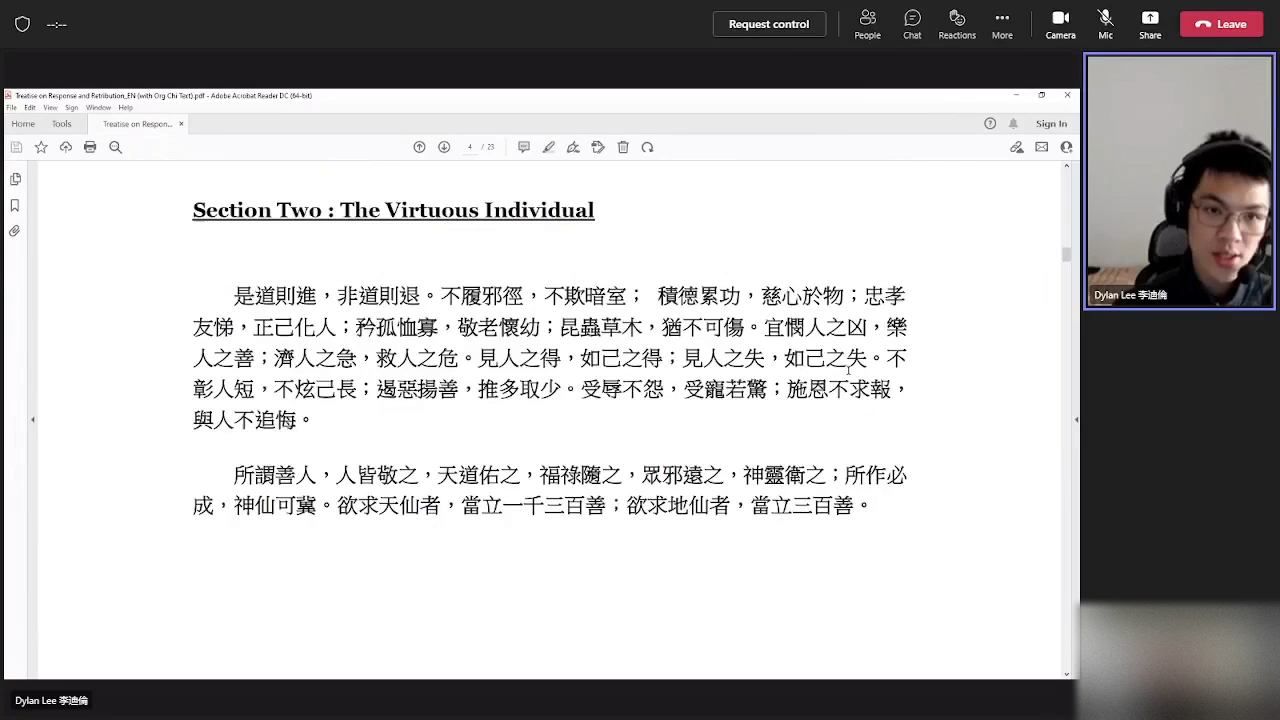 --:--
Request control
People
Chat
Reactions
More
Camera
Mic
Share
Leave
Treatise on Response and Retribution_EN (with Org Chi Text).pdf - Adobe Acrobat Reader DC (64-bit)
File Edit View Sign Window Help
Home Tools Treatise on Respon... × Sign In
4 / 23
Section Two : The Virtuous Individual
是道則進，非道則退。不履邪徑，不欺暗室； 積德累功，慈心於物；忠孝
友悌，正己化人；矜孤恤寡，敬老懷幼；昆蟲草木，猶不可傷。宜憫人之凶，樂
人之善；濟人之急，救人之危。見人之得，如己之得；見人之失，如己之失。不
彰人短，不炫己長；遏惡揚善，推多取少。受辱不怨，受寵若驚；施恩不求報，
與人不追悔。
所謂善人，人皆敬之，天道佑之，福祿隨之，眾邪遠之，神靈衛之；所作必
成，神仙可冀。欲求天仙者，當立一千三百善；欲求地仙者，當立三百善。
Dylan Lee 李迪倫
Dylan Lee 李迪倫